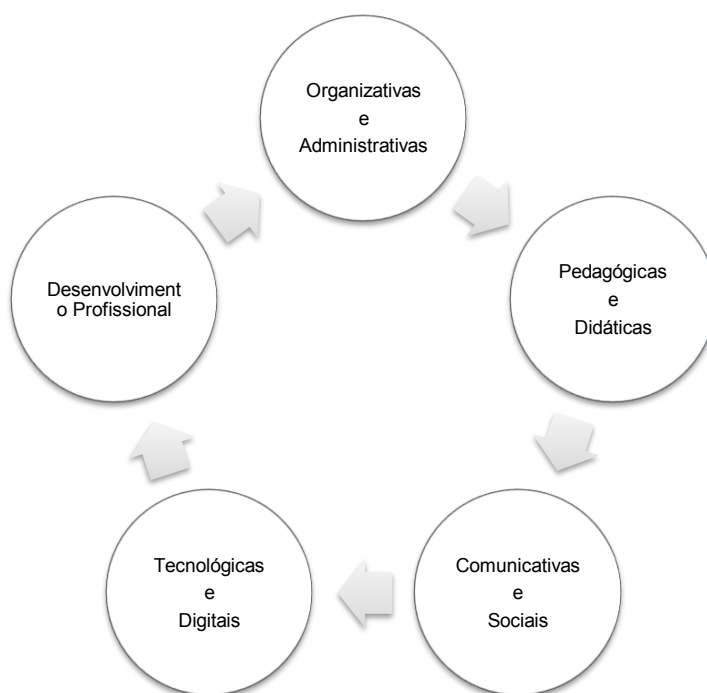 Organizativas
e
Administrativas
Pedagógicas
e
Didáticas
Comunicativas
e
Sociais
Tecnológicas
e
Digitais
Desenvolviment
o Profissional